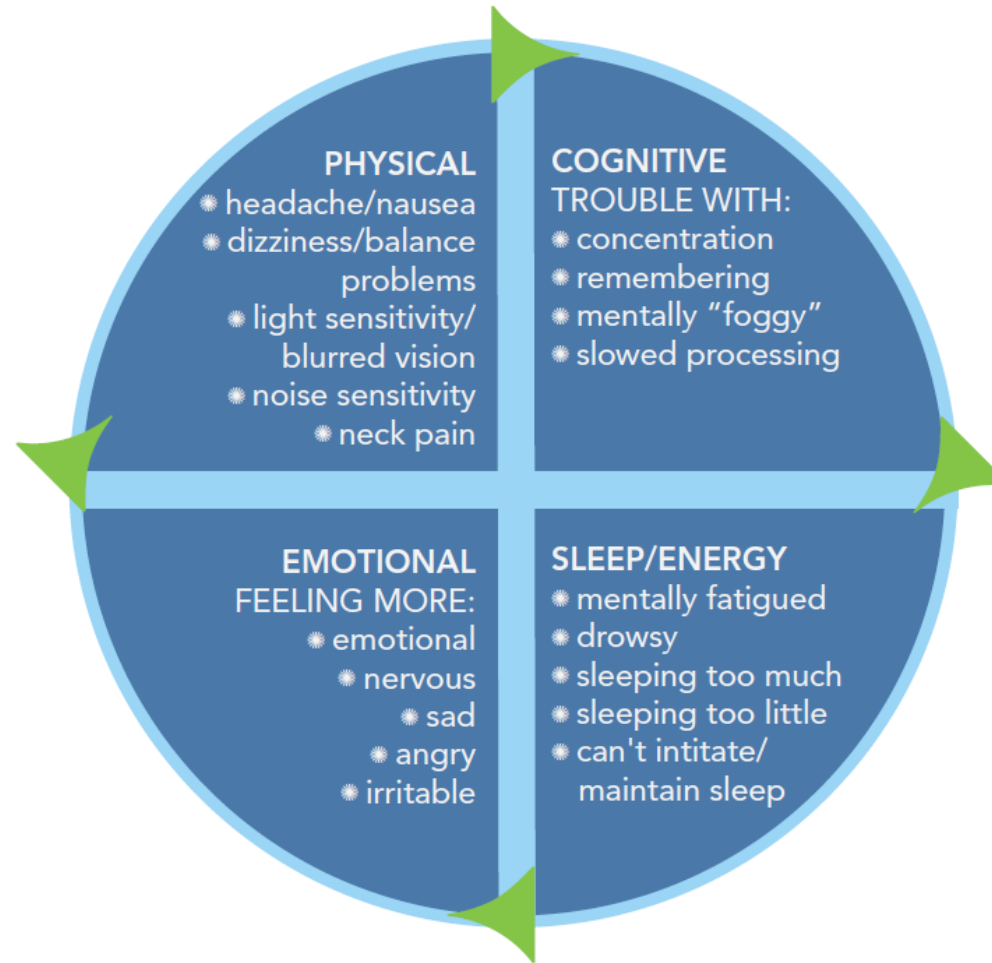 PHYSICAL
✺ headache/nausea
✺ dizziness/balance
problems
✺ light sensitivity/
blurred vision
✺ noise sensitivity
✺ neck pain
COGNITIVE
TROUBLE WITH:
✺ concentration
✺ remembering
✺ mentally “foggy”
✺ slowed processing
EMOTIONAL
FEELING MORE:
✺ emotional
✺ nervous
✺ sad
✺ angry
✺ irritable
SLEEP/ENERGY
✺ mentally fatigued
✺ drowsy
✺ sleeping too much
✺ sleeping too little
✺ can't intitate/
maintain sleep